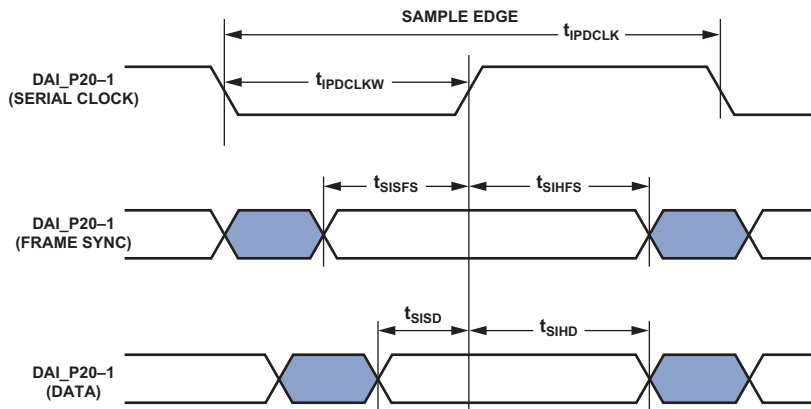 SAMPLE EDGE
tIPDCLK
DAI_P20–1
(SERIAL CLOCK)
tIPDCLKW
tSISFS
tSIHFS
DAI_P20–1
(FRAME SYNC)
tSISD
tSIHD
DAI_P20–1
(DATA)